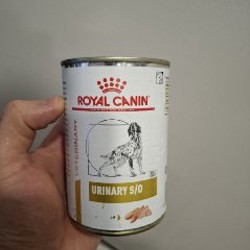 ROYAL CANIN
VETERINARY
URINARY S/O